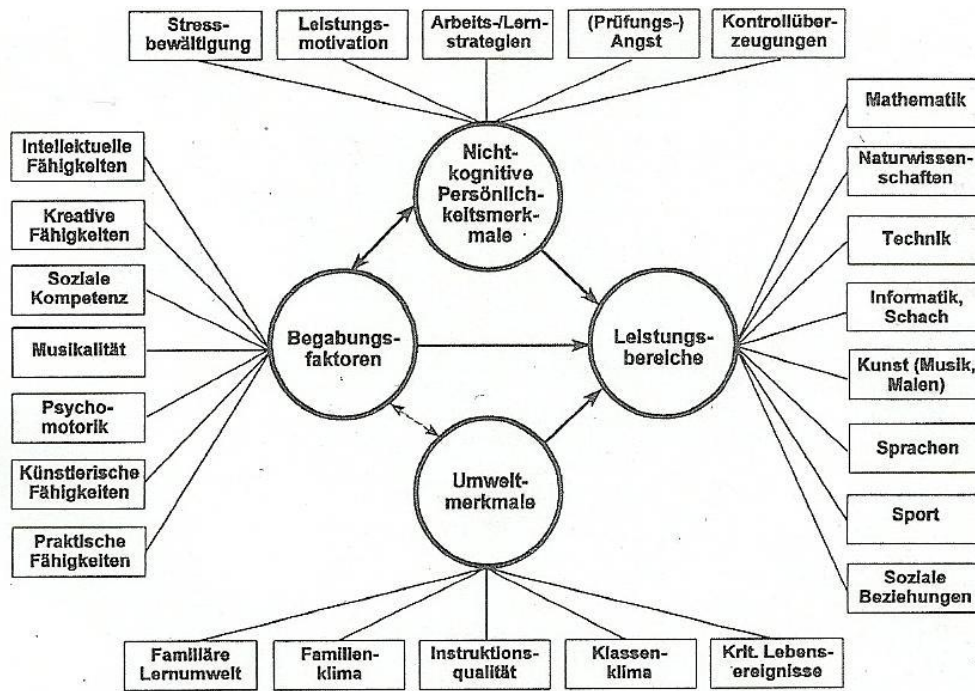 Stress-
bewältigung
Leistungs-
motivation
Arbeits-/Lern-
strategien
(Prüfungs-)
Angst
Kontrollüber-
zeugungen
Nicht-
kognitive
Persönlich-
keitsmerk-
male
Intellektuelle
Fähigkeiten
Kreative
Fähigkeiten
Soziale
Kompetenz
Musikalität
Psycho-
motorik
Künstlerische
Fähigkeiten
Praktische
Fähigkeiten
Begabungs-
faktoren
Leistungs-
bereiche
Umwelt-
merkmale
Mathematik
Naturwissen-
schaften
Technik
Informatik,
Schach
Kunst (Musik,
Malen)
Sprachen
Sport
Soziale
Beziehungen
Familiäre
Lernumwelt
Familien-
klima
Instruktions-
qualität
Klassen-
klima
Krit. Lebens-
ereignisse